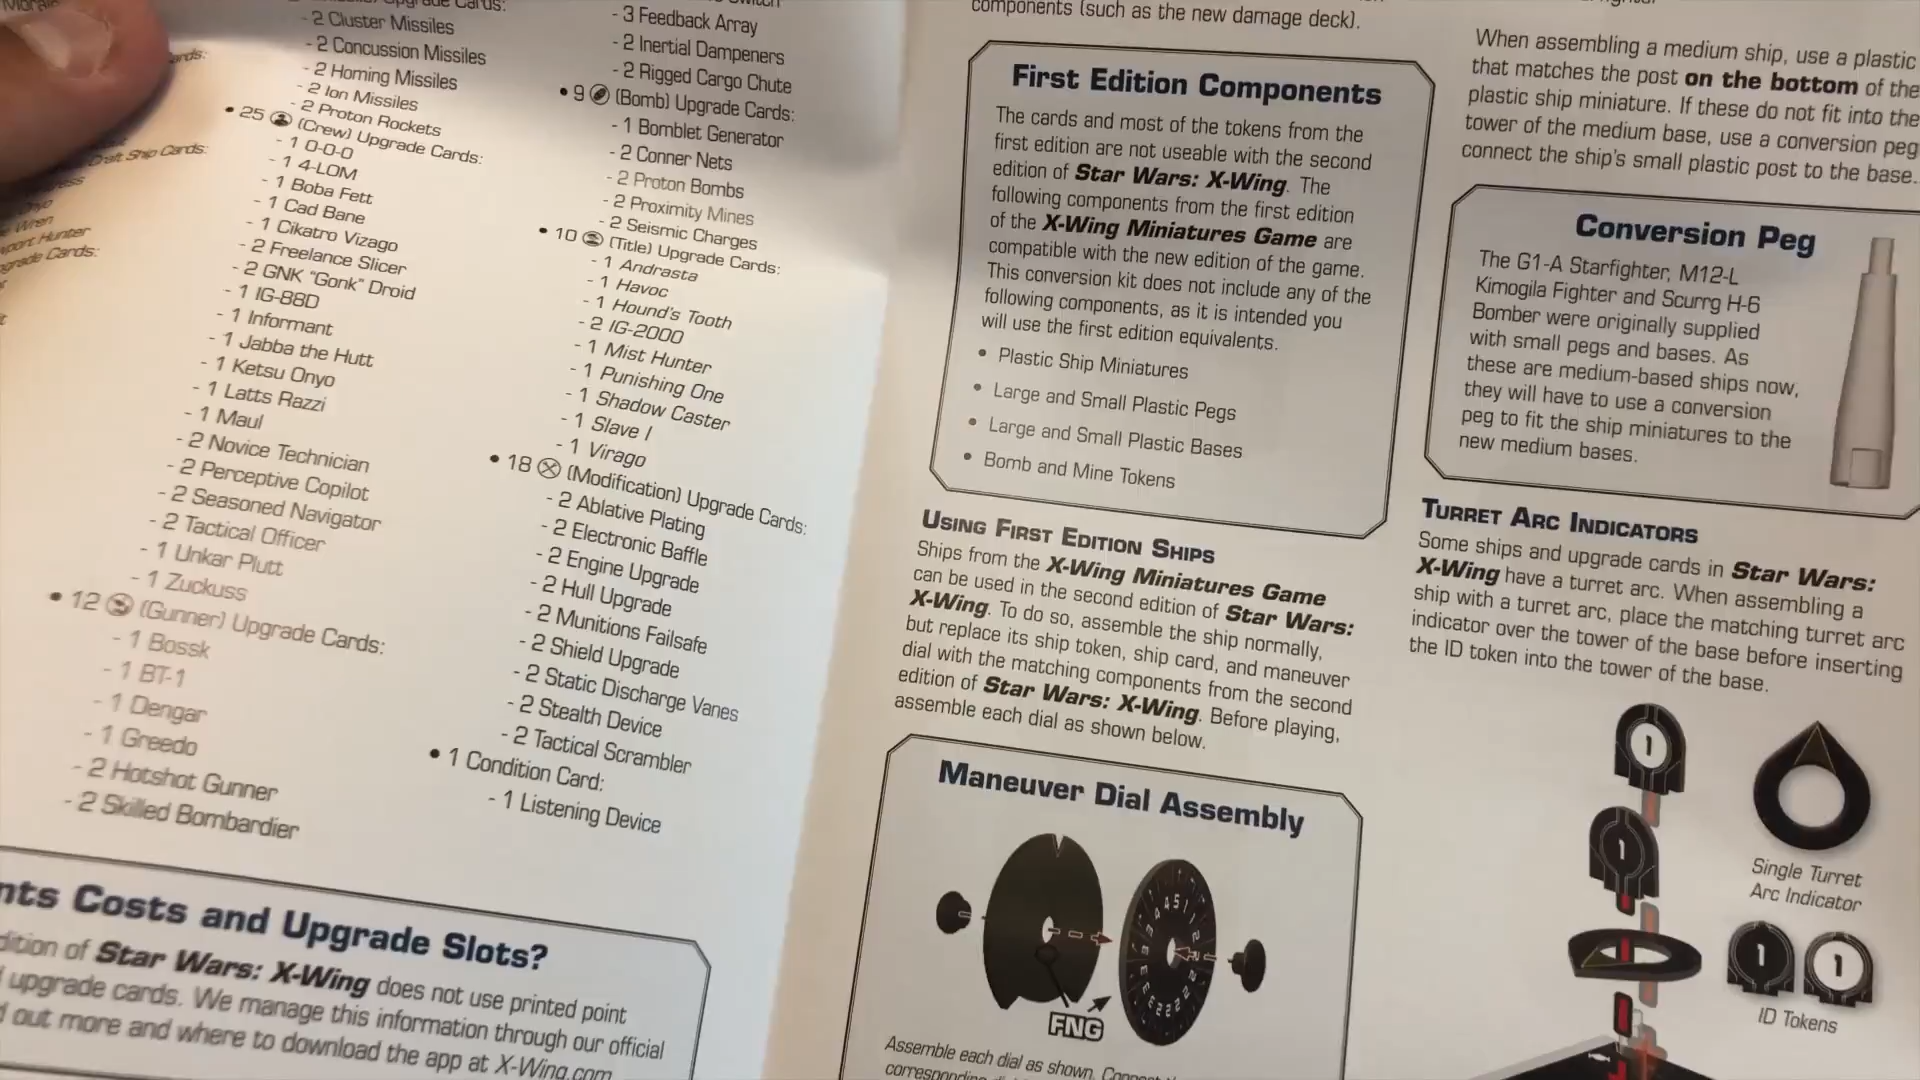 Cards:
- 2 Cluster Missiles
- 2 Concussion Missiles
- 2 Homing Missiles
- 2 Ion Missiles
- 2 Proton Rockets
• 25 (Crew) Upgrade Cards:
- 1 0-0-0
- 1 4-LOM
- 1 Boba Fett
- 1 Cad Bane
- 1 Cikatro Vizago
- 2 Freelance Slicer
- 2 GNK "Gonk" Droid
- 1 IG-88D
- 1 Informant
- 1 Jabba the Hutt
- 1 Ketsu Onyo
- 1 Latts Razzi
- 1 Maul
- 2 Novice Technician
- 2 Perceptive Copilot
- 2 Seasoned Navigator
- 2 Tactical Officer
- 1 Unkar Plutt
- 1 Zuckuss
• 12 (Gunner) Upgrade Cards:
- 1 Bossk
- 1 BT-1
- 1 Dengar
- 1 Greedo
- 2 Hotshot Gunner
- 2 Skilled Bombardier
- 3 Feedback Array
- 2 Inertial Dampeners
- 2 Rigged Cargo Chute
• 9 (Bomb) Upgrade Cards:
- 1 Bomblet Generator
- 2 Conner Nets
- 2 Proton Bombs
- 2 Proximity Mines
- 2 Seismic Charges
• 10 (Title) Upgrade Cards:
- 1 Andrasta
- 1 Havoc
- 1 Hound's Tooth
- 2 IG-2000
- 1 Mist Hunter
- 1 Punishing One
- 1 Shadow Caster
- 1 Slave I
- 1 Virago
• 18 (Modification) Upgrade Cards:
- 2 Ablative Plating
- 2 Electronic Baffle
- 2 Engine Upgrade
- 2 Hull Upgrade
- 2 Munitions Failsafe
- 2 Shield Upgrade
- 2 Static Discharge Vanes
- 2 Stealth Device
- 2 Tactical Scrambler
• 1 Condition Card:
- 1 Listening Device
Costs and Upgrade Slots?
of Star Wars: X-Wing does not use printed point
upgrade cards. We manage this information through our official
out more and where to download the app at X-Wing.com
components (such as the new damage deck).
First Edition Components
The cards and most of the tokens from the
first edition are not useable with the second
edition of Star Wars: X-Wing. The
following components from the first edition
of the X-Wing Miniatures Game are
compatible with the new edition of the game.
This conversion kit does not include any of the
following components, as it is intended you
will use the first edition equivalents.
• Plastic Ship Miniatures
• Large and Small Plastic Pegs
• Large and Small Plastic Bases
• Bomb and Mine Tokens
Using First Edition Ships
Ships from the X-Wing Miniatures Game
can be used in the second edition of Star Wars:
X-Wing. To do so, assemble the ship normally,
but replace its ship token, ship card, and maneuver
dial with the matching components from the second
edition of Star Wars: X-Wing. Before playing,
assemble each dial as shown below.
Maneuver Dial Assembly
FNG
Assemble each dial as shown.
When assembling a medium ship, use a plastic
that matches the post on the bottom of the
plastic ship miniature. If these do not fit into the
tower of the medium base, use a conversion peg
connect the ship's small plastic post to the base.
Conversion Peg
The G1-A Starfighter, M12-L
Kimogila Fighter and Scurrg H-6
Bomber were originally supplied
with small pegs and bases. As
these are medium-based ships now,
they will have to use a conversion
peg to fit the ship miniatures to the
new medium bases.
Turret Arc Indicators
Some ships and upgrade cards in Star Wars:
X-Wing have a turret arc. When assembling a
ship with a turret arc, place the matching turret arc
indicator over the tower of the base before inserting
the ID token into the tower of the base.
1
1
Single Turret
Arc Indicator
1 1
ID Tokens